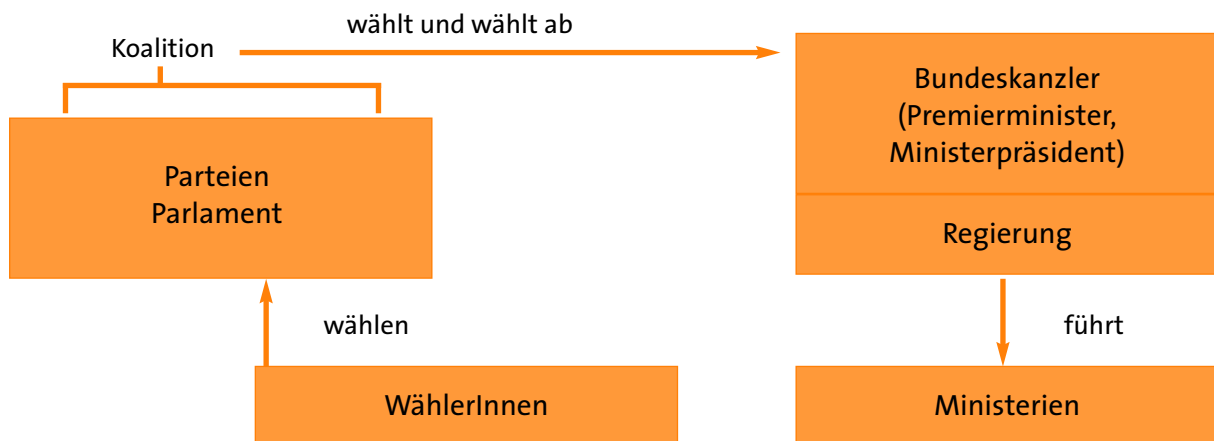 wählt und wählt ab
Koalition
Bundeskanzler
(Premierminister,
Ministerpräsident)
Parteien
Parlament
Regierung
wählen
führt
WählerInnen
Ministerien